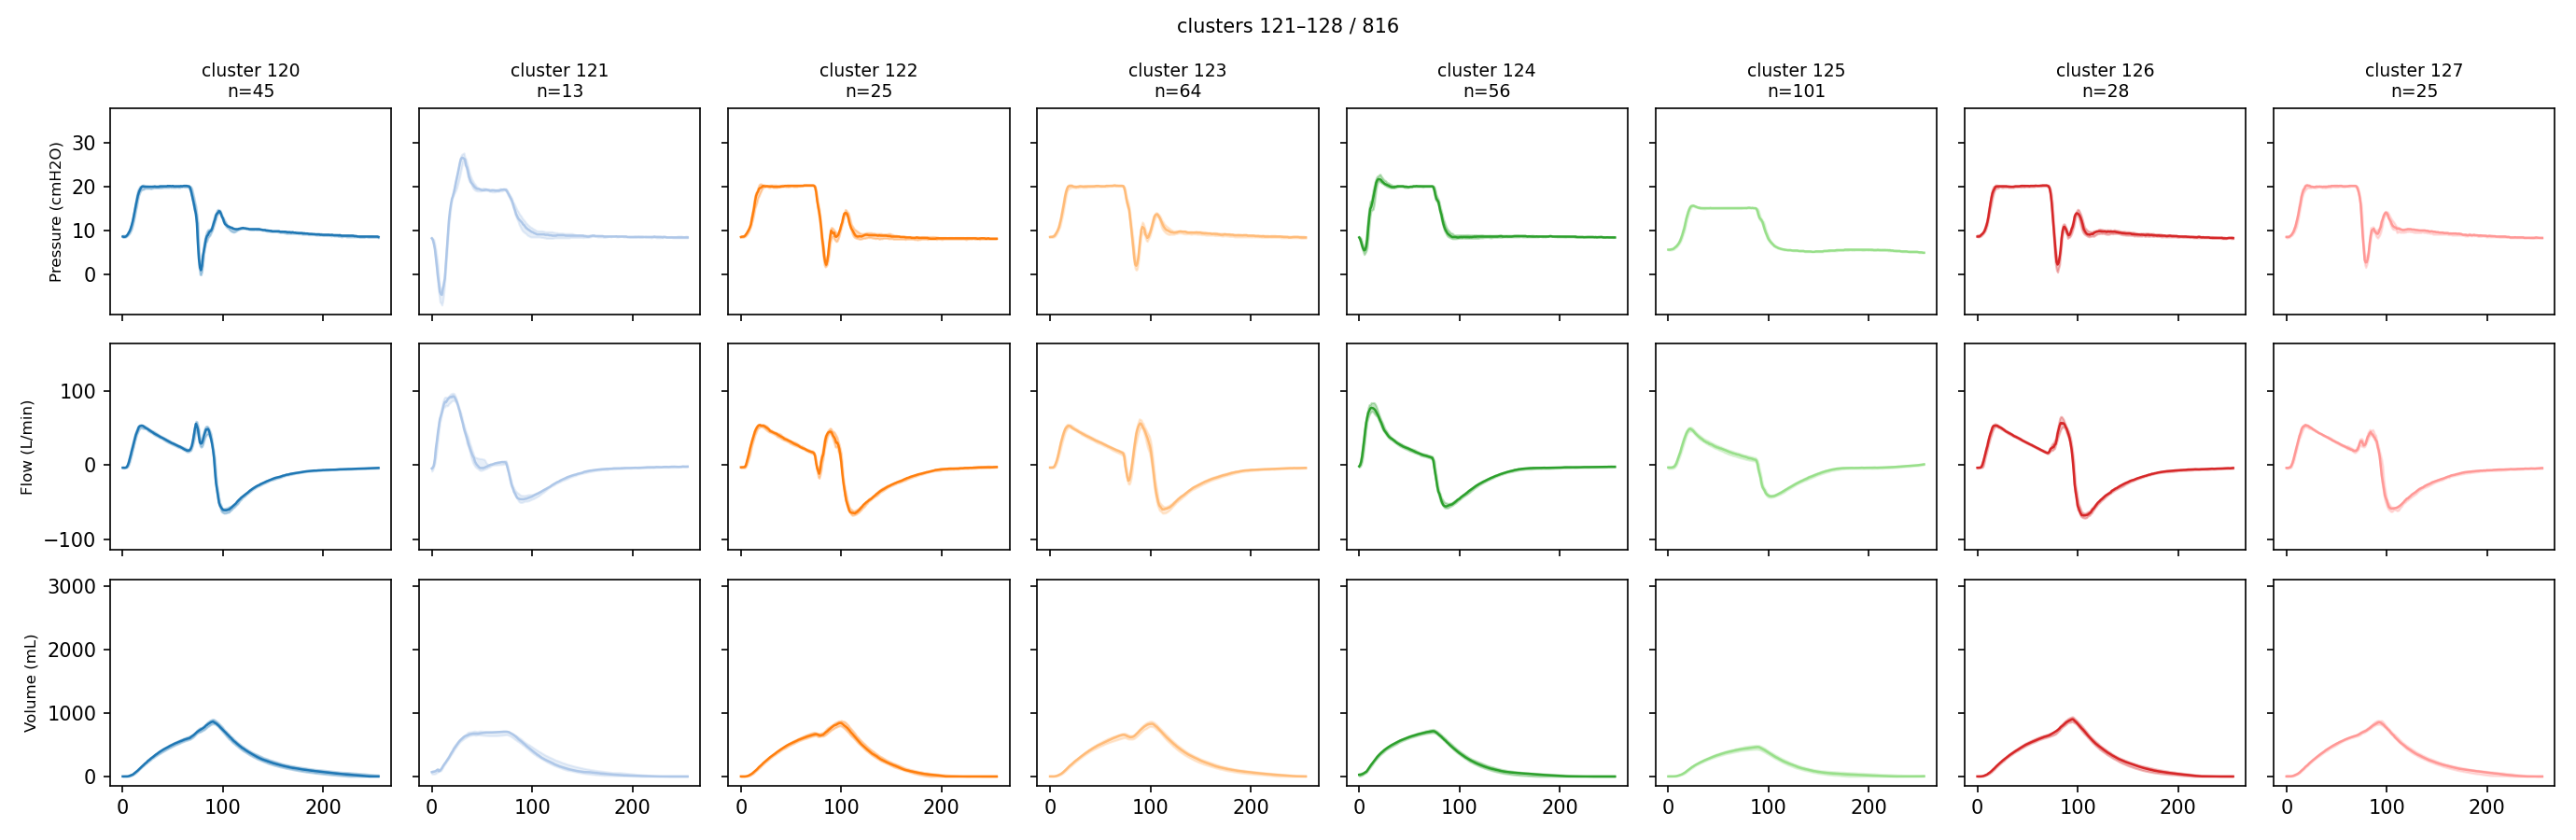 clusters 121–128 / 816
cluster 120
n=45
cluster 121
n=13
cluster 122
n=25
cluster 123
n=64
cluster 124
n=56
cluster 125
n=101
cluster 126
n=28
cluster 127
n=25
Pressure (cmH2O)
30
20
10
0
Flow (L/min)
100
0
−100
Volume (mL)
3000
2000
1000
0
0 100 200
0 100 200
0 100 200
0 100 200
0 100 200
0 100 200
0 100 200
0 100 200